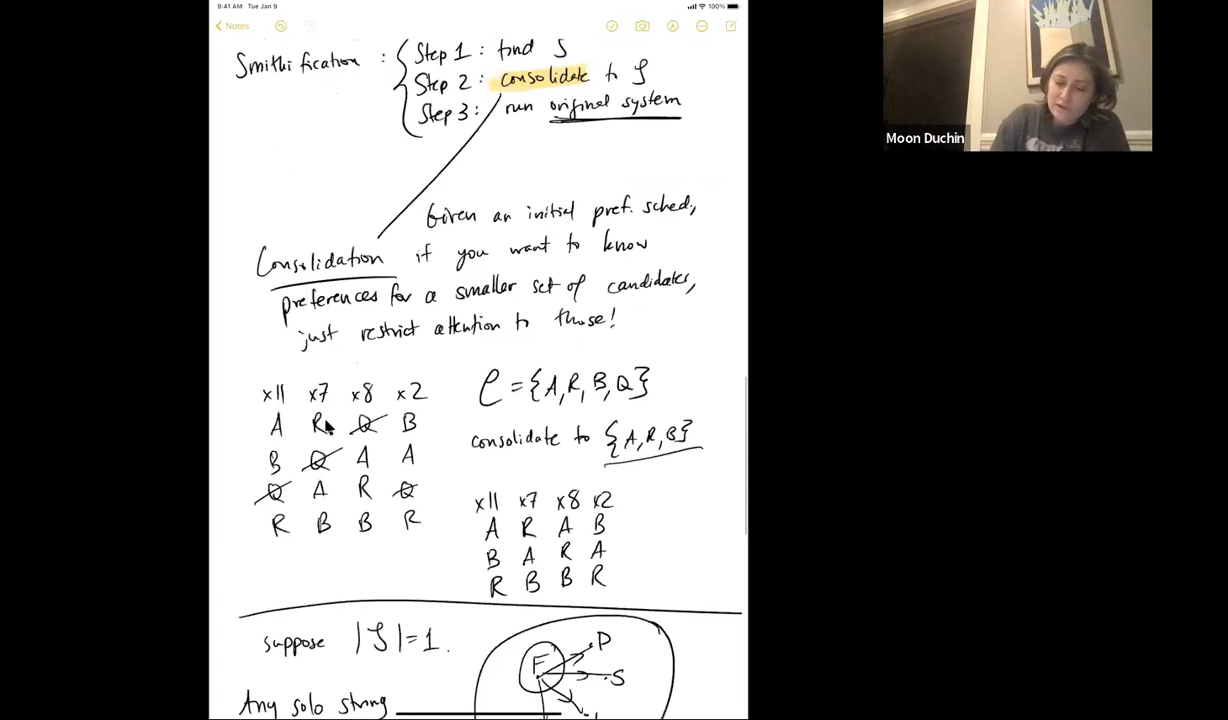 9:41 AM Tue Jan 9
100%
Notes
Smithification : Step 1 : find S
Step 2 : consolidate to S
Step 3 : run original system
Given an initial pref. sched,
Consolidation if you want to know
preferences for a smaller set of candidates,
just restrict attention to those!
x11 x7 x8 x2
A R Q B
B Q A A
Q A R Q
R B B R
C = {A, R, B, Q}
consolidate to {A, R, B}
x11 x7 x8 x2
A R A B
B A R A
R B B R
suppose |S| = 1.
F P
S
Any solo string
Moon Duchin